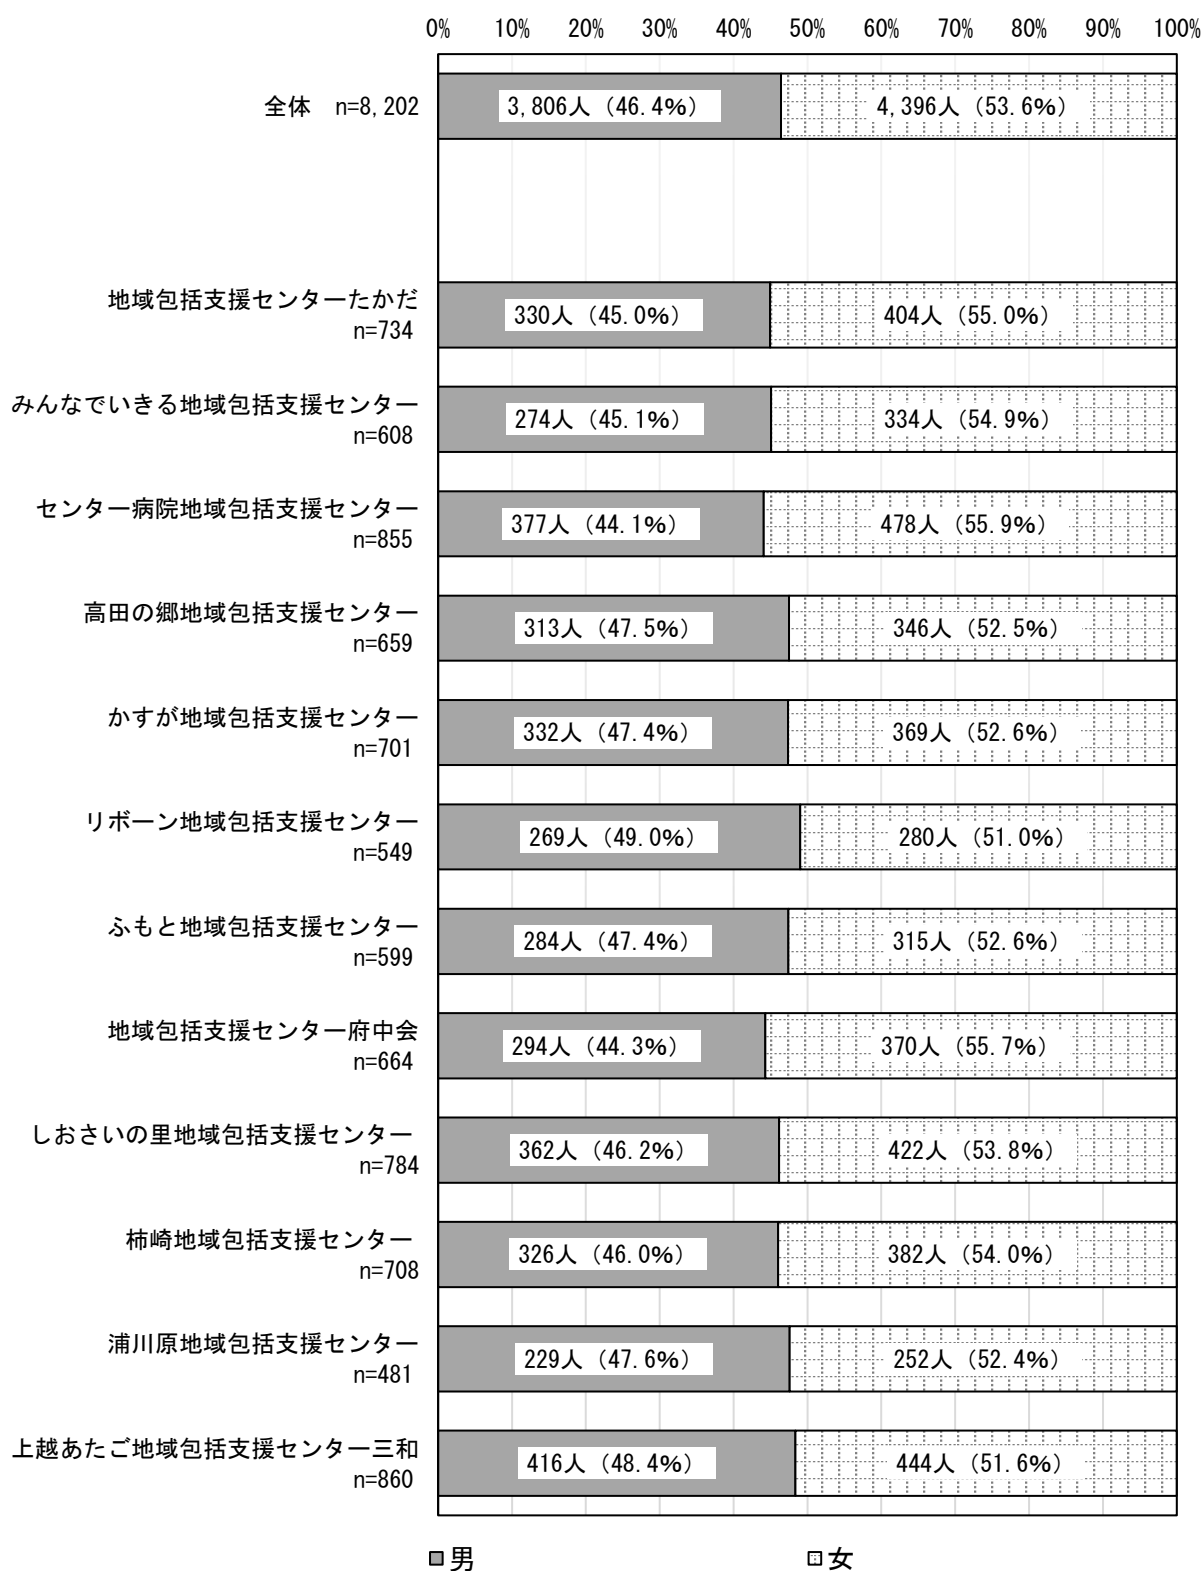 0% 10% 20% 30% 40% 50% 60% 70% 80% 90% 100%
全体　n=8,202 3,806人（46.4%） 4,396人（53.6%）
地域包括支援センターたかだ
n=734 330人（45.0%） 404人（55.0%）
みんなでいきる地域包括支援センター
n=608 274人（45.1%） 334人（54.9%）
センター病院地域包括支援センター
n=855 377人（44.1%） 478人（55.9%）
高田の郷地域包括支援センター
n=659 313人（47.5%） 346人（52.5%）
かすが地域包括支援センター
n=701 332人（47.4%） 369人（52.6%）
リボーン地域包括支援センター
n=549 269人（49.0%） 280人（51.0%）
ふもと地域包括支援センター
n=599 284人（47.4%） 315人（52.6%）
地域包括支援センター府中会
n=664 294人（44.3%） 370人（55.7%）
しおさいの里地域包括支援センター
n=784 362人（46.2%） 422人（53.8%）
柿崎地域包括支援センター
n=708 326人（46.0%） 382人（54.0%）
浦川原地域包括支援センター
n=481 229人（47.6%） 252人（52.4%）
上越あたご地域包括支援センター三和
n=860 416人（48.4%） 444人（51.6%）
男 女